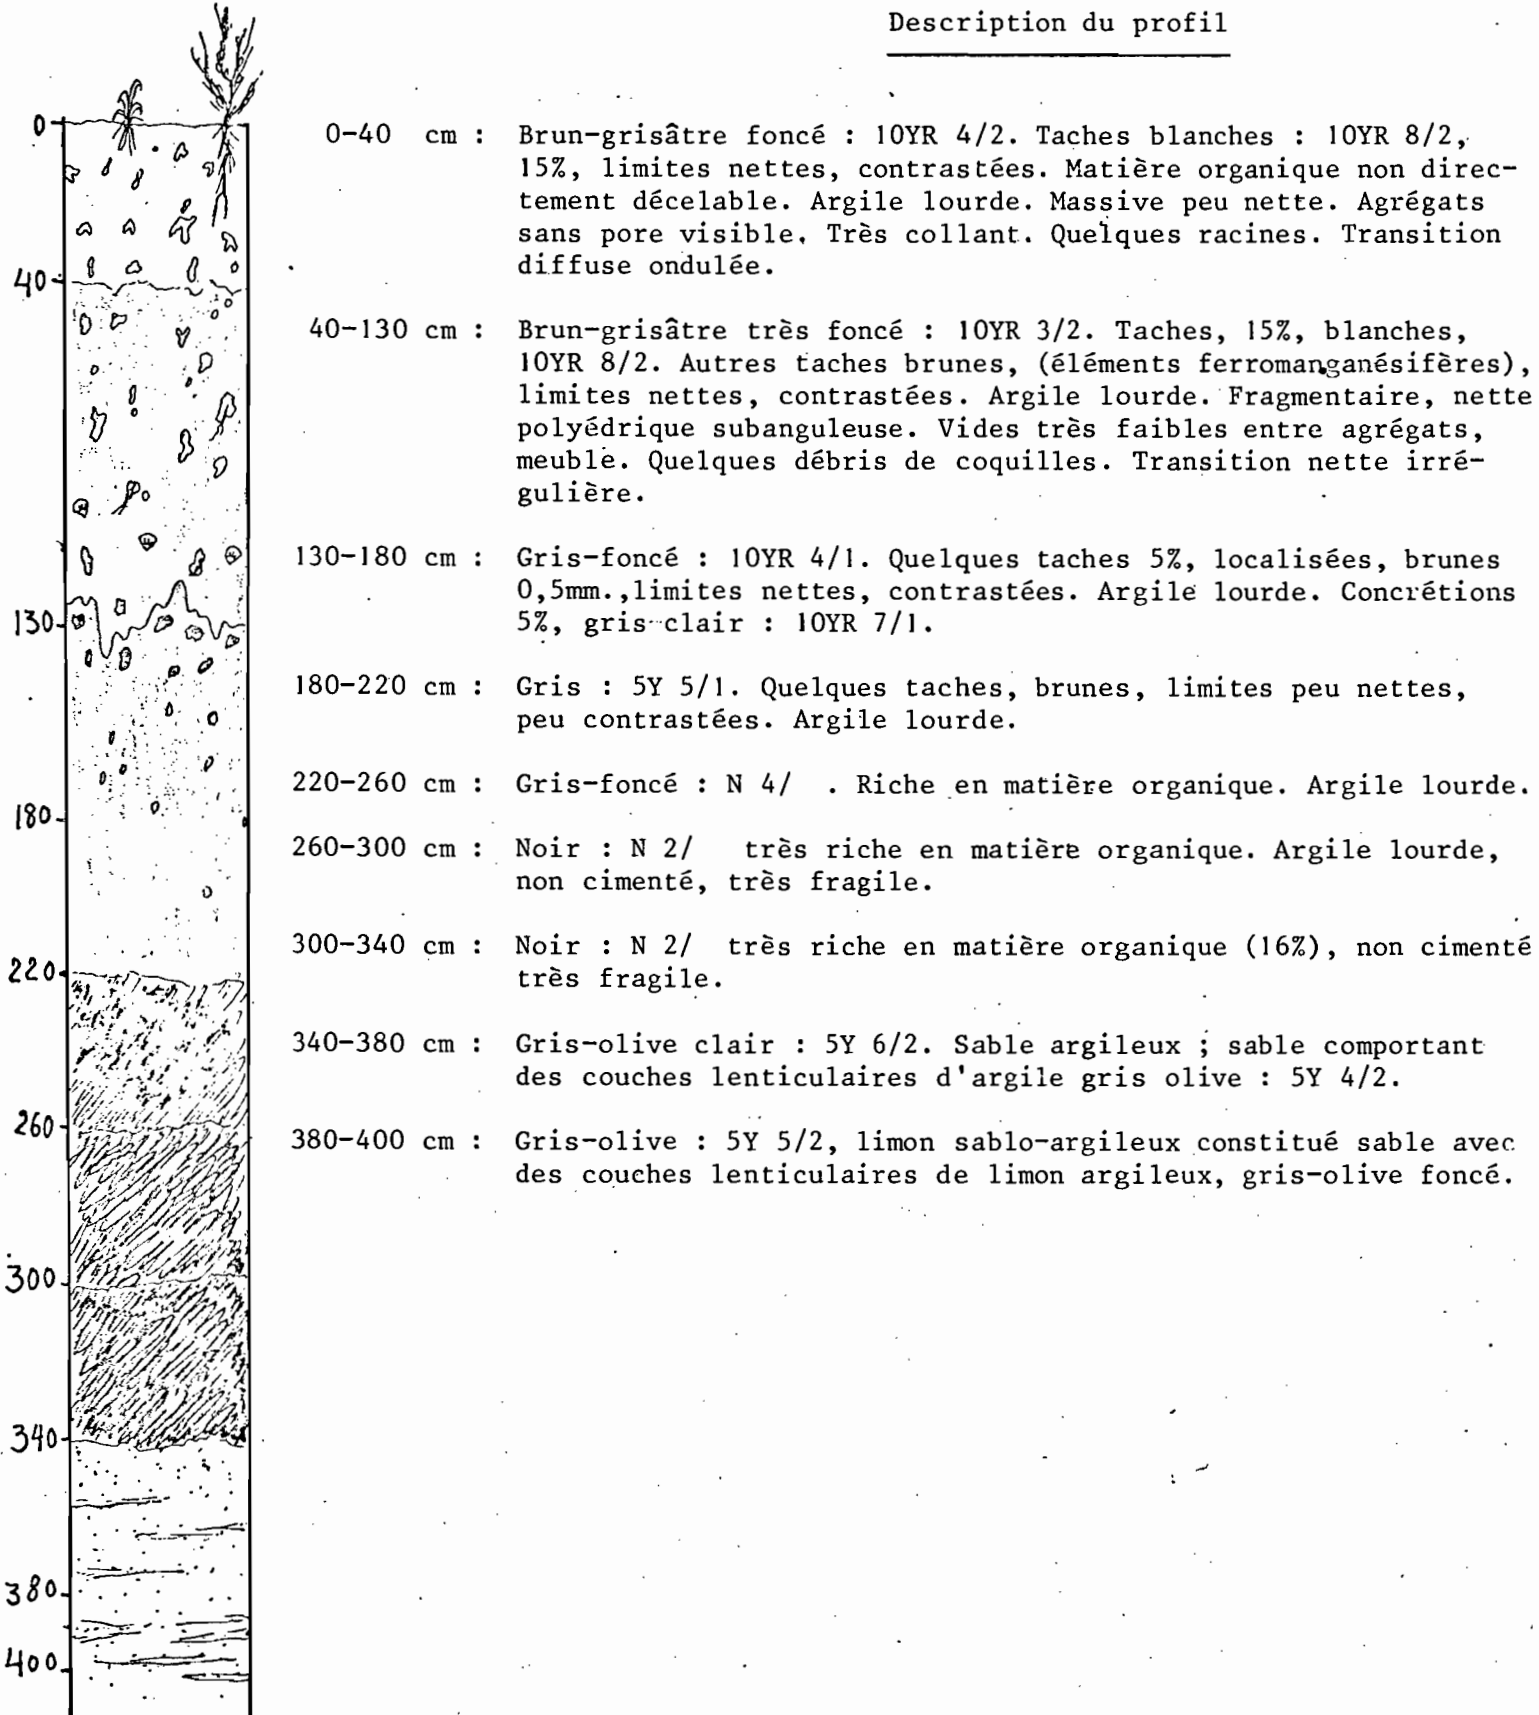 Description du profil
0-40 cm : Brun-grisâtre foncé : 10YR 4/2. Taches blanches : 10YR 8/2,
15%, limites nettes, contrastées. Matière organique non direc-
tement décelable. Argile lourde. Massive peu nette. Agrégats
sans pore visible. Très collant. Quelques racines. Transition
diffuse ondulée.
40-130 cm : Brun-grisâtre très foncé : 10YR 3/2. Taches, 15%, blanches,
10YR 8/2. Autres taches brunes, (éléments ferromanganésifères),
limites nettes, contrastées. Argile lourde. Fragmentaire, nette
polyédrique subanguleuse. Vides très faibles entre agrégats,
meuble. Quelques débris de coquilles. Transition nette irré-
gulière.
130-180 cm : Gris-foncé : 10YR 4/1. Quelques taches 5%, localisées, brunes
0,5mm.,limites nettes, contrastées. Argile lourde. Concrétions
5%, gris-clair : 10YR 7/1.
180-220 cm : Gris : 5Y 5/1. Quelques taches, brunes, limites peu nettes,
peu contrastées. Argile lourde.
220-260 cm : Gris-foncé : N 4/ . Riche en matière organique. Argile lourde.
260-300 cm : Noir : N 2/ très riche en matière organique. Argile lourde,
non cimenté, très fragile.
300-340 cm : Noir : N 2/ très riche en matière organique (16%), non cimenté
très fragile.
340-380 cm : Gris-olive clair : 5Y 6/2. Sable argileux ; sable comportant
des couches lenticulaires d'argile gris olive : 5Y 4/2.
380-400 cm : Gris-olive : 5Y 5/2, limon sablo-argileux constitué sable avec
des couches lenticulaires de limon argileux, gris-olive foncé.
0
40
130
180
220
260
300
340
380
400